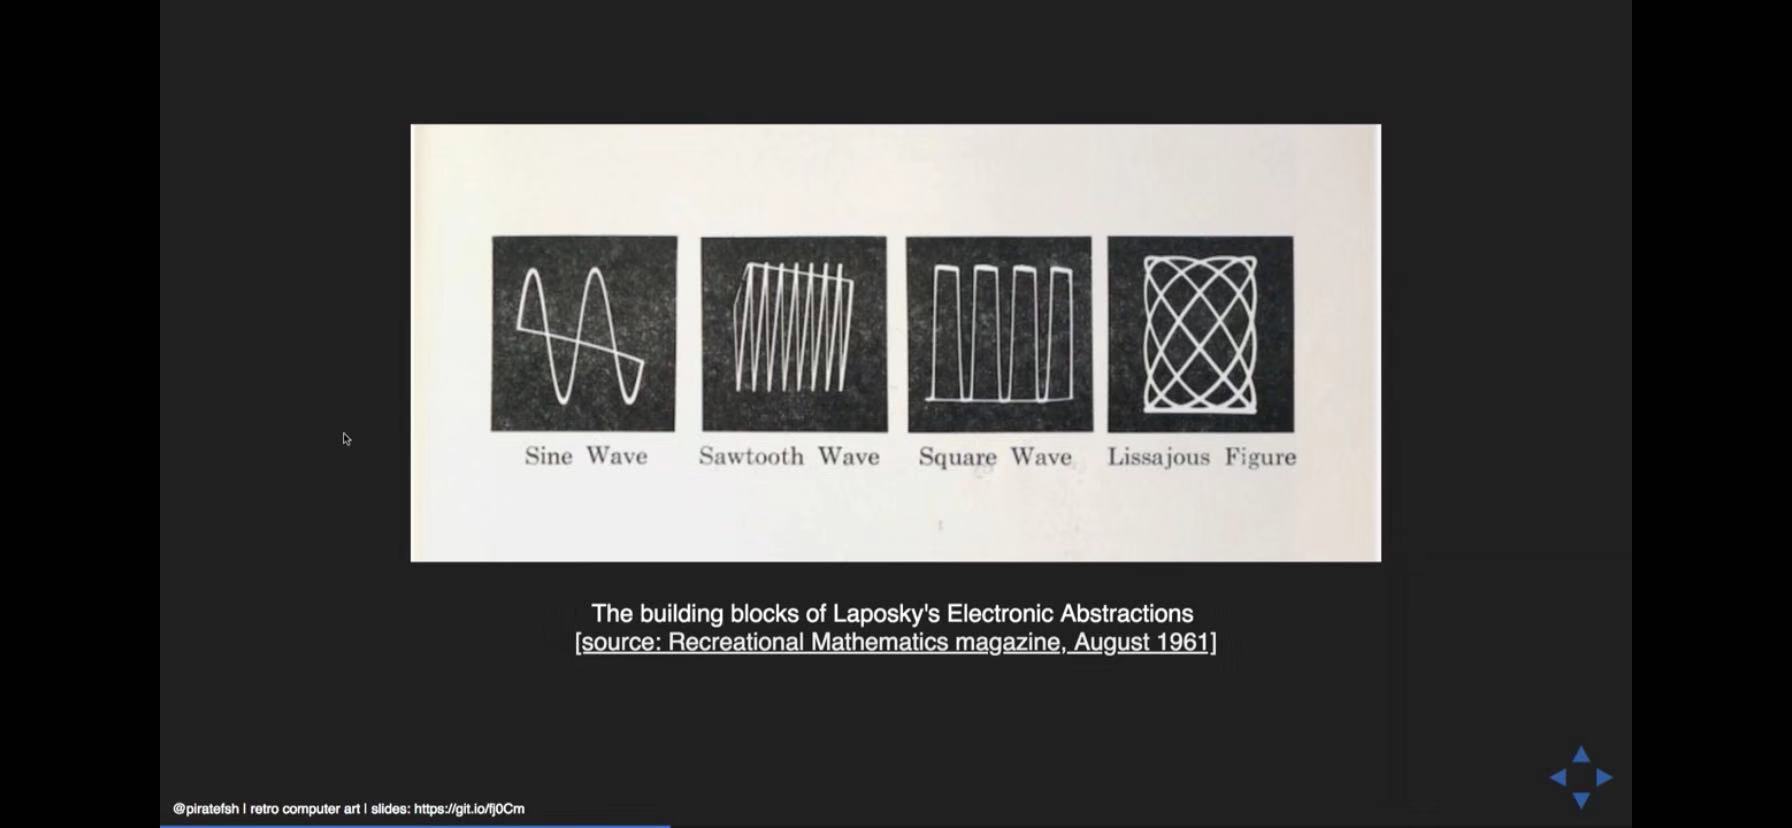 Sine Wave
Sawtooth Wave
Square Wave
Lissajous Figure
The building blocks of Laposky's Electronic Abstractions
[source: Recreational Mathematics magazine, August 1961]
@piratefsh | retro computer art | slides: https://git.io/fj0Cm